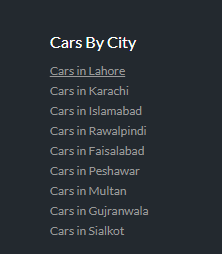 Cars By City
Cars in Lahore
Cars in Karachi
Cars in Islamabad
Cars in Rawalpindi
Cars in Faisalabad
Cars in Peshawar
Cars in Multan
Cars in Gujranwala
Cars in Sialkot